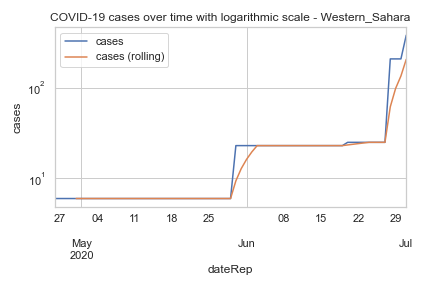 COVID-19 cases over time with logarithmic scale - Western_Sahara
cases
cases (rolling)
cases
10²
10¹
27 04 11 18 25 08 15 22 29
May Jun Jul
2020
dateRep